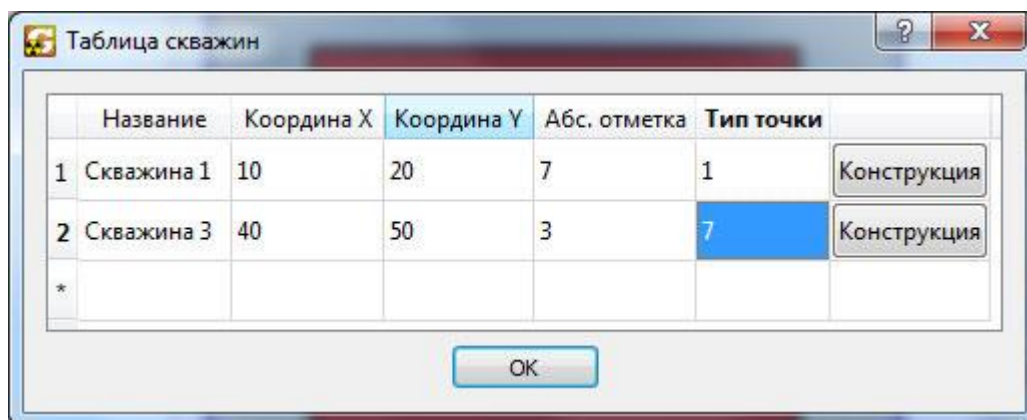 Таблица скважин
Название Координа X Координа Y Абс. отметка Тип точки
1 Скважина 1 10 20 7 1 Конструкция
2 Скважина 3 40 50 3 7 Конструкция
*
OK